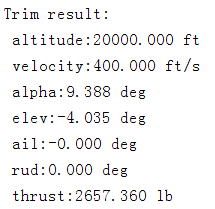 Trim result:
altitude:20000.000 ft
velocity:400.000 ft/s
alpha:9.388 deg
elev:-4.035 deg
ail:-0.000 deg
rud:0.000 deg
thrust:2657.360 lb